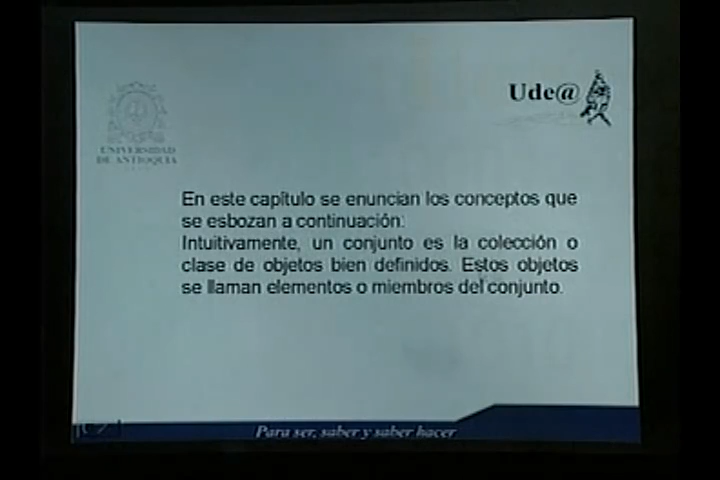 Ude@
UNIVERSIDAD
DE ANTIOQUIA
En este capítulo se enuncian los conceptos que
se esbozan a continuación:
Intuitivamente, un conjunto es la colección o
clase de objetos bien definidos. Estos objetos
se llaman elementos o miembros del conjunto.
Para ser, saber y saber hacer